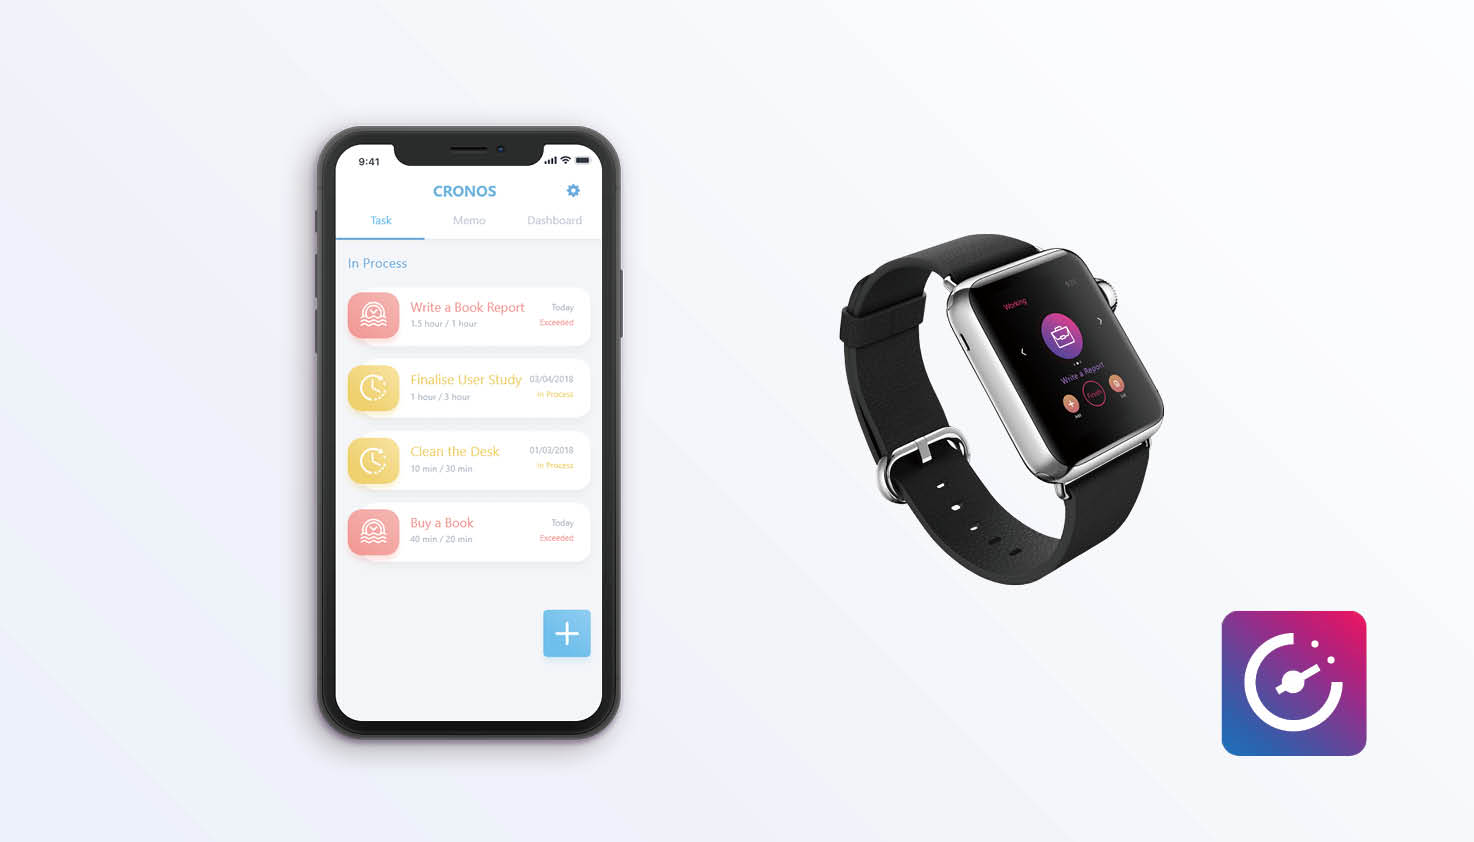 9:41
CRONOS
Task Memo Dashboard
In Process
Write a Book Report Today
1.5 hour / 1 hour Exceeded
Finalise User Study 03/04/2018
1 hour / 3 hour In Process
Clean the Desk 01/03/2018
10 min / 30 min In Process
Buy a Book Today
40 min / 20 min Exceeded
Working
Write a Report
Finish